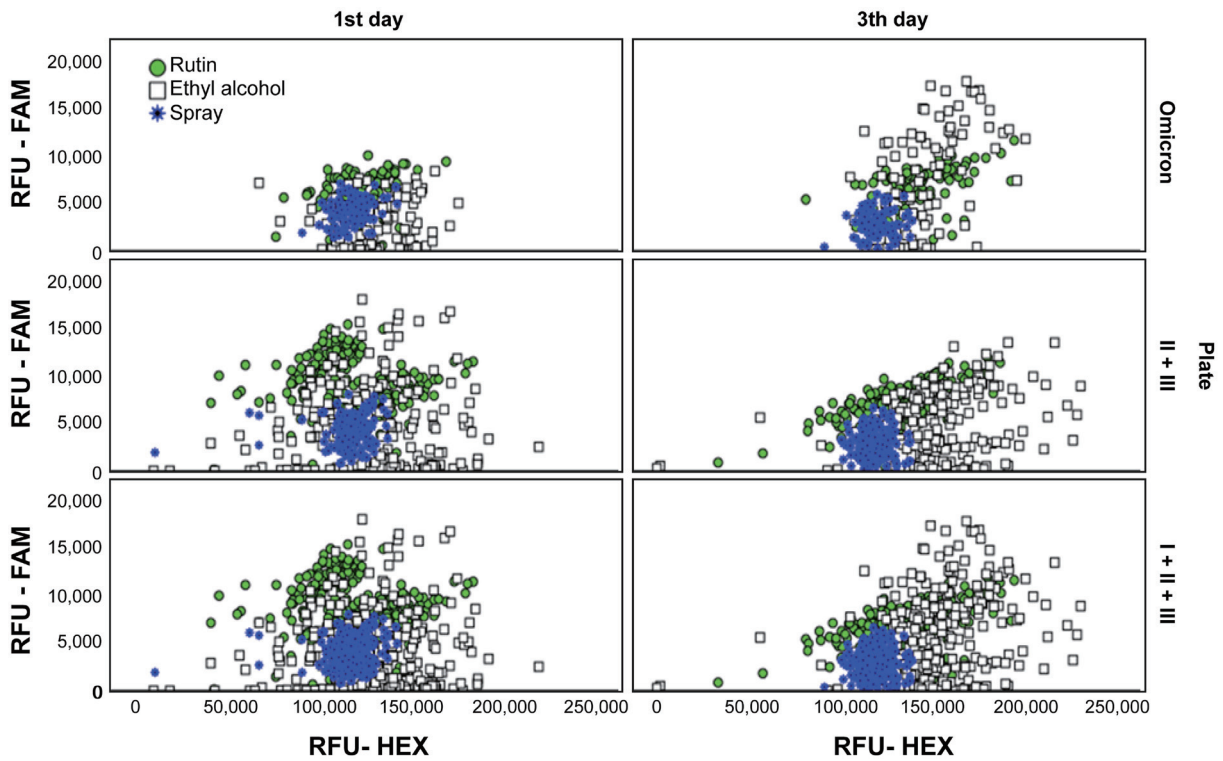 1st day 3th day
20,000
15,000
10,000
5,000
0
RFU - FAM
Rutin
Ethyl alcohol
Spray
Omicron
20,000
15,000
10,000
5,000
0
RFU - FAM
II + III
Plate
20,000
15,000
10,000
5,000
0
RFU - FAM
I + II + III
0 50,000 100,000 150,000 200,000 250,000 0 50,000 100,000 150,000 200,000 250,000
RFU- HEX RFU- HEX